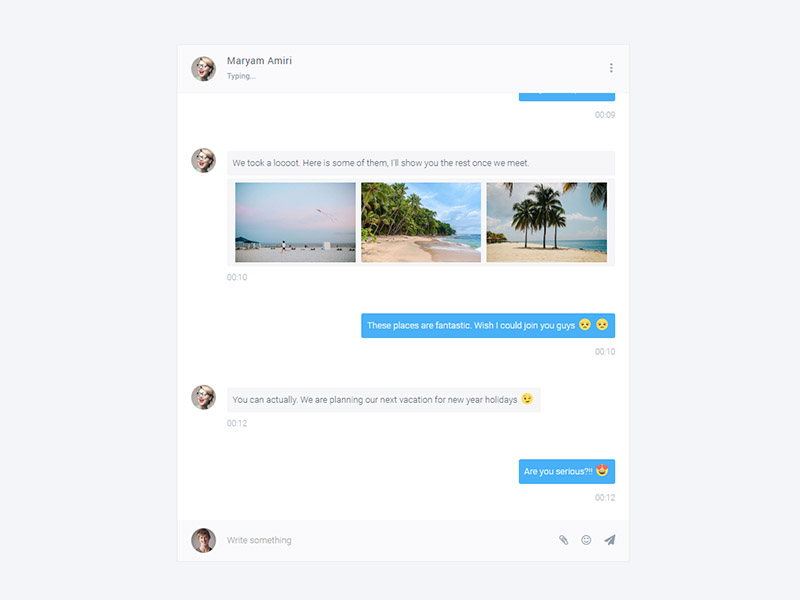 Maryam Amiri
Typing...
00:09
We took a loooot. Here is some of them, I'll show you the rest once we meet.
00:10
These places are fantastic. Wish I could join you guys 😒 😒
00:10
You can actually. We are planning our next vacation for new year holidays 😉
00:12
Are you serious?!! 😍
00:12
Write something